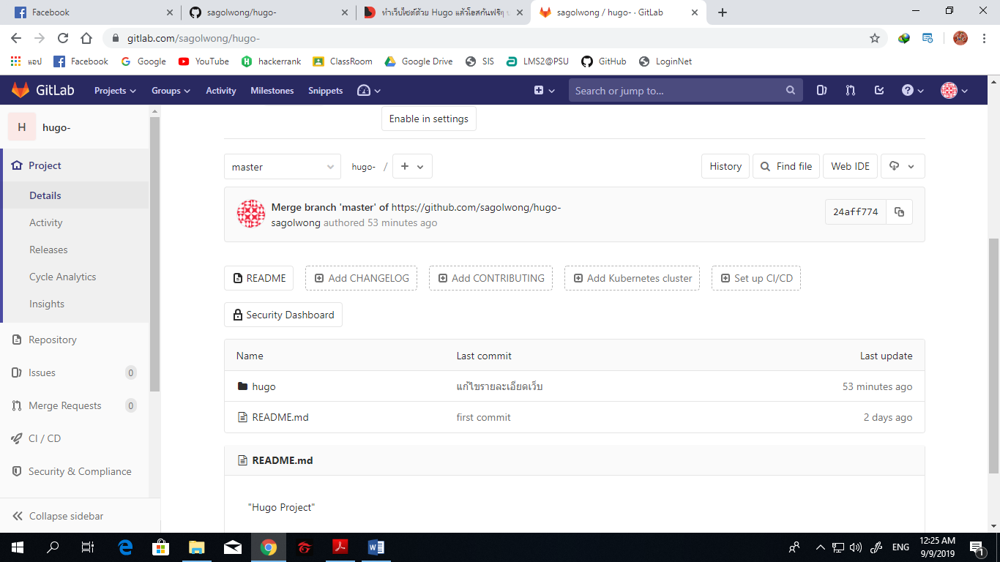 Facebook
sagolwong/hugo-
ทำเว็บไซต์ด้วย Hugo แล้วโฮสกันฟรีๆ
sagolwong / hugo- · GitLab
gitlab.com/sagolwong/hugo-
แอป
Facebook
Google
YouTube
hackerrank
ClassRoom
Google Drive
SIS
LMS2@PSU
GitHub
LoginNet
GitLab
Projects
Groups
Activity
Milestones
Snippets
Search or jump to...
H
hugo-
Project
Details
Activity
Releases
Cycle Analytics
Insights
Repository
Issues
0
Merge Requests
0
CI / CD
Security & Compliance
Collapse sidebar
Enable in settings
master
hugo- /
History
Find file
Web IDE
Merge branch 'master' of https://github.com/sagolwong/hugo-
sagolwong authored 53 minutes ago
24aff774
README
Add CHANGELOG
Add CONTRIBUTING
Add Kubernetes cluster
Set up CI/CD
Security Dashboard
Name
Last commit
Last update
hugo
แก้ไขรายละเอียดเว็บ
53 minutes ago
README.md
first commit
2 days ago
README.md
"Hugo Project"
ENG
12:25 AM
9/9/2019
1